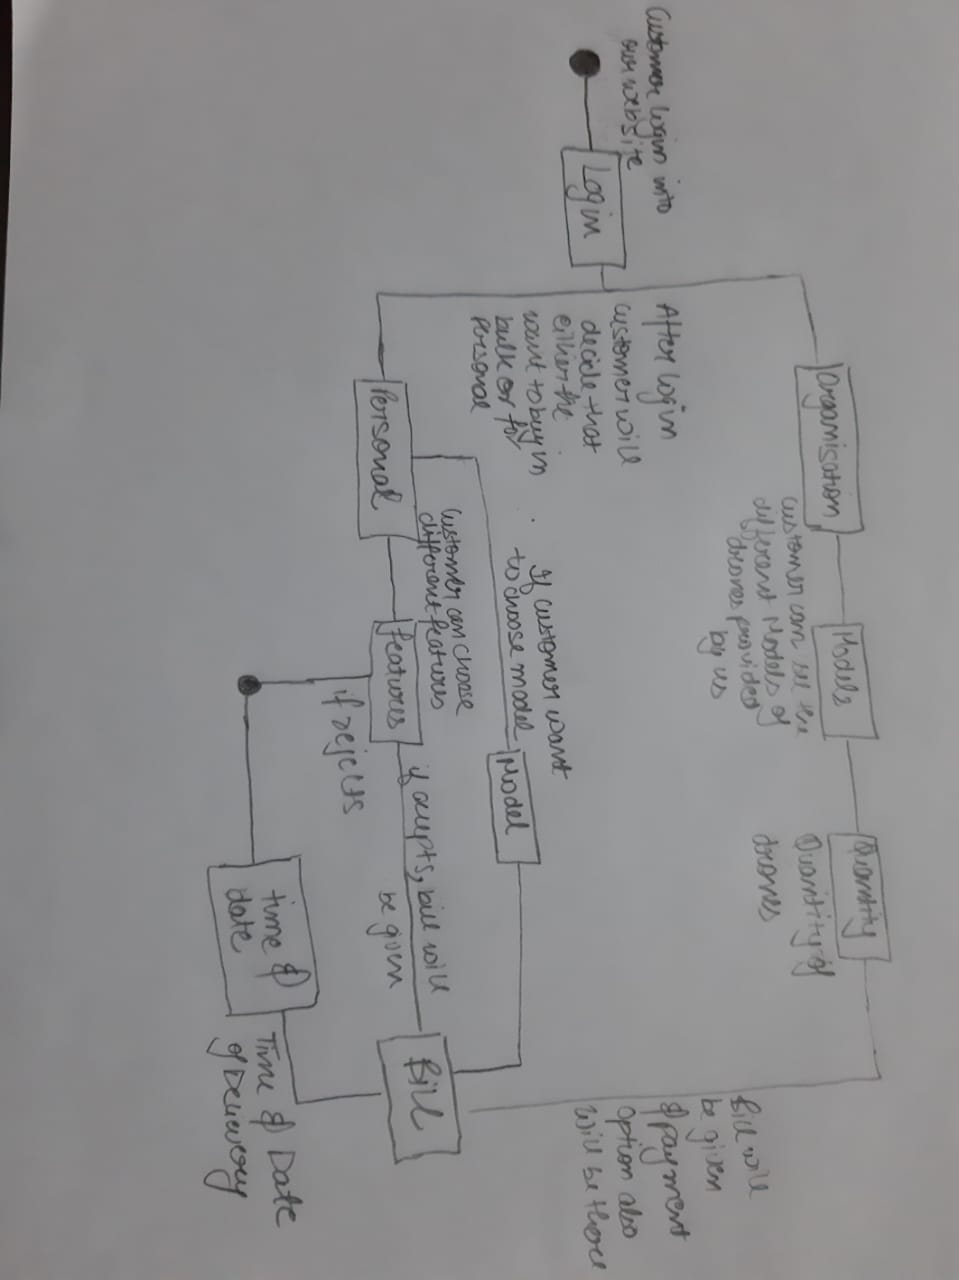 Customer login into
our website
Login
After login
customer will
decide that
either the
want to buy in
bulk or for
personal
Organisation
Customer can see the
different Models of
drones provided
by us
Models
Quantity
Quantity of
drones
Bill will
be given
& payment
option also
will be there
Personal
Customer can choose
different features
If customer want
to choose model
Model
features
if rejects
if accepts, bill will
be given
Bill
time &
date
Time & Date
of Delievery